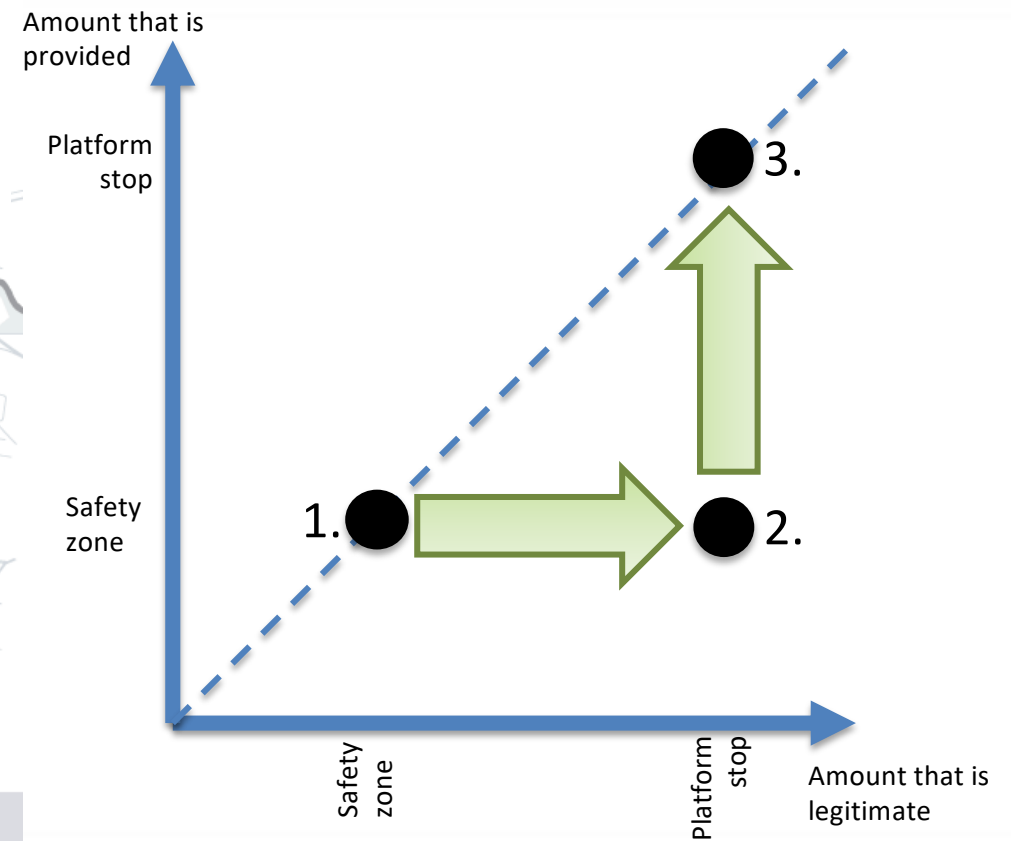 Amount that is
provided
Platform
stop
3.
Safety
zone
1.
2.
Safety
zone
Platform
stop
Amount that is
legitimate